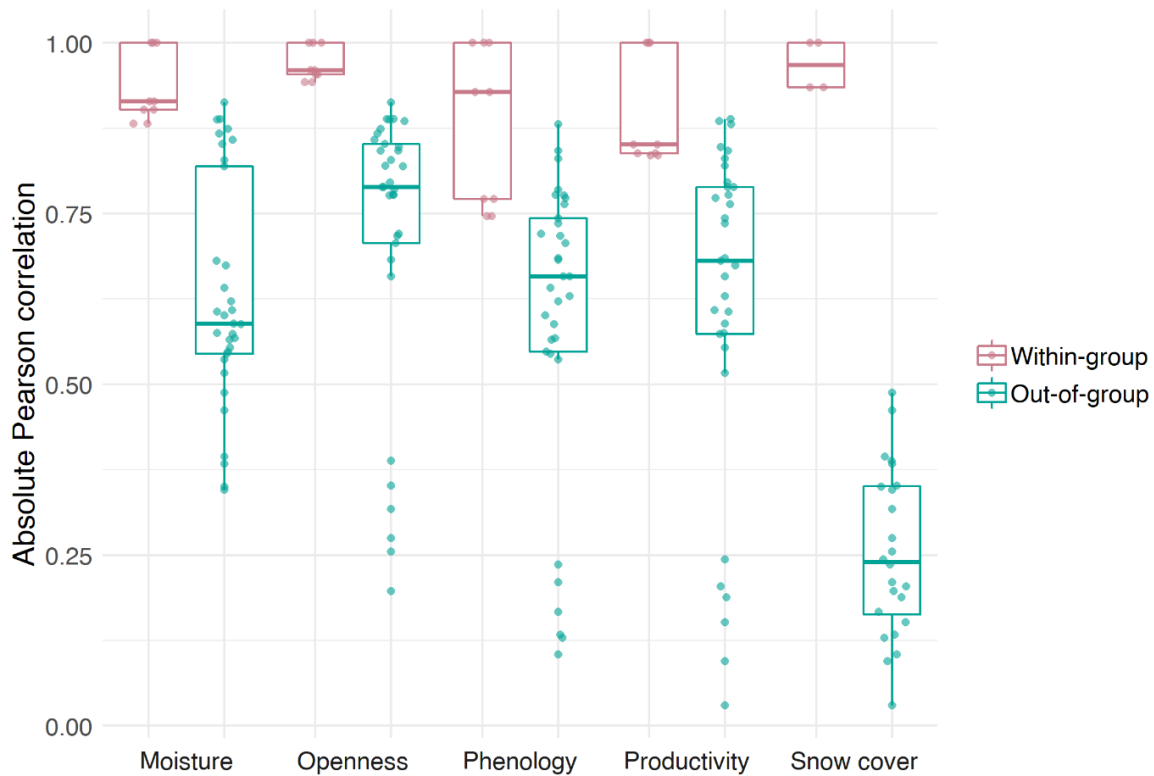 Absolute Pearson correlation
1.00
0.75
0.50
0.25
0.00
Moisture
Openness
Phenology
Productivity
Snow cover
Within-group
Out-of-group